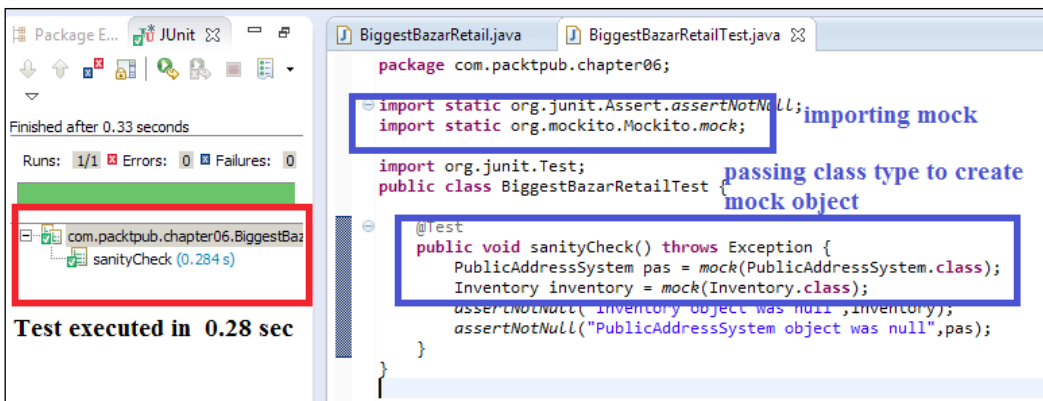 Package E... JUnit
Finished after 0.33 seconds
Runs: 1/1 Errors: 0 Failures: 0
com.packtpub.chapter06.BiggestBaz
sanityCheck (0.284 s)
Test executed in 0.28 sec
BiggestBazarRetail.java BiggestBazarRetailTest.java
package com.packtpub.chapter06;
import static org.junit.Assert.assertNotNull;
import static org.mockito.Mockito.mock;
importing mock
import org.junit.Test;
public class BiggestBazarRetailTest {
passing class type to create
mock object
@Test
public void sanityCheck() throws Exception {
PublicAddressSystem pas = mock(PublicAddressSystem.class);
Inventory inventory = mock(Inventory.class);
assertNotNull("Inventory object was null",inventory);
assertNotNull("PublicAddressSystem object was null",pas);
}
}